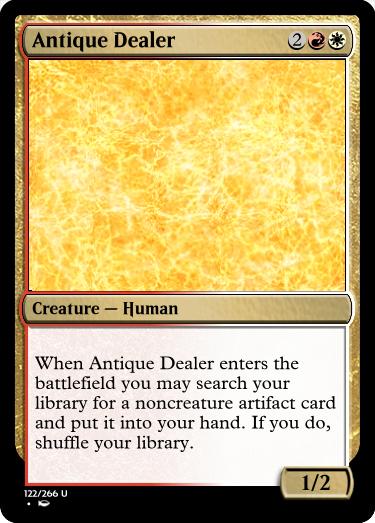 Antique Dealer 2
Creature — Human
When Antique Dealer enters the
battlefield you may search your
library for a noncreature artifact card
and put it into your hand. If you do,
shuffle your library.
1/2
122/266 U